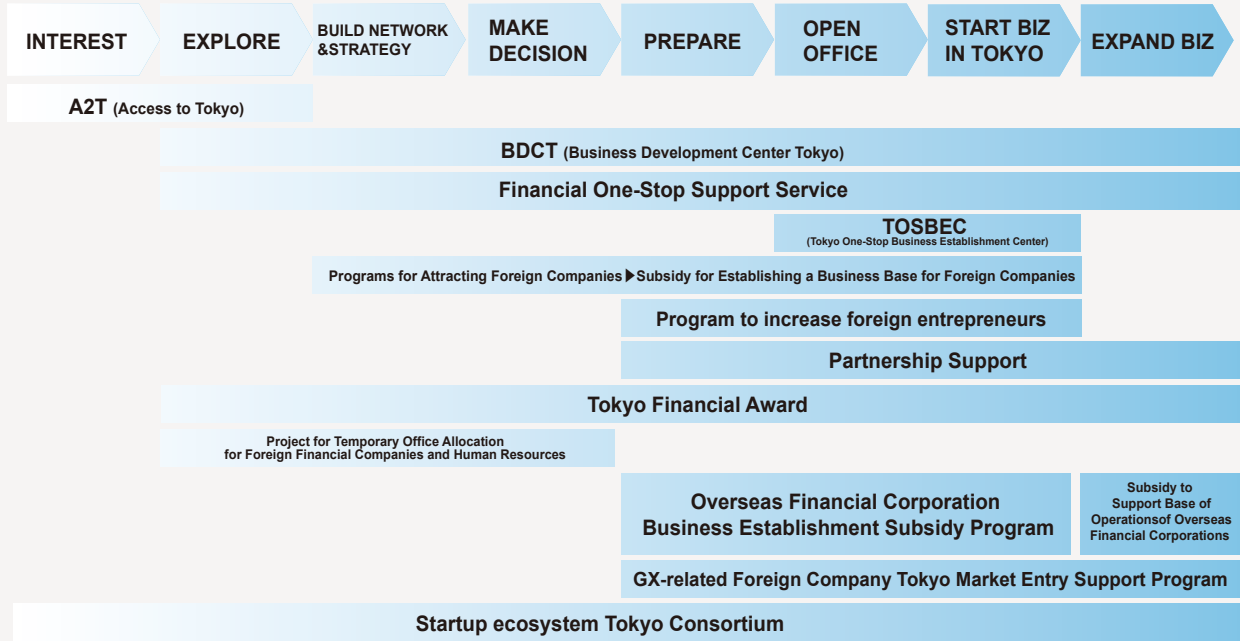 INTEREST
EXPLORE
BUILD NETWORK
&STRATEGY
MAKE
DECISION
PREPARE
OPEN
OFFICE
START BIZ
IN TOKYO
EXPAND BIZ
A2T (Access to Tokyo)
BDCT (Business Development Center Tokyo)
Financial One-Stop Support Service
TOSBEC
(Tokyo One-Stop Business Establishment Center)
Programs for Attracting Foreign Companies▶Subsidy for Establishing a Business Base for Foreign Companies
Program to increase foreign entrepreneurs
Partnership Support
Tokyo Financial Award
Project for Temporary Office Allocation
for Foreign Financial Companies and Human Resources
Overseas Financial Corporation
Business Establishment Subsidy Program
Subsidy to
Support Base of
Operationsof Overseas
Financial Corporations
GX-related Foreign Company Tokyo Market Entry Support Program
Startup ecosystem Tokyo Consortium